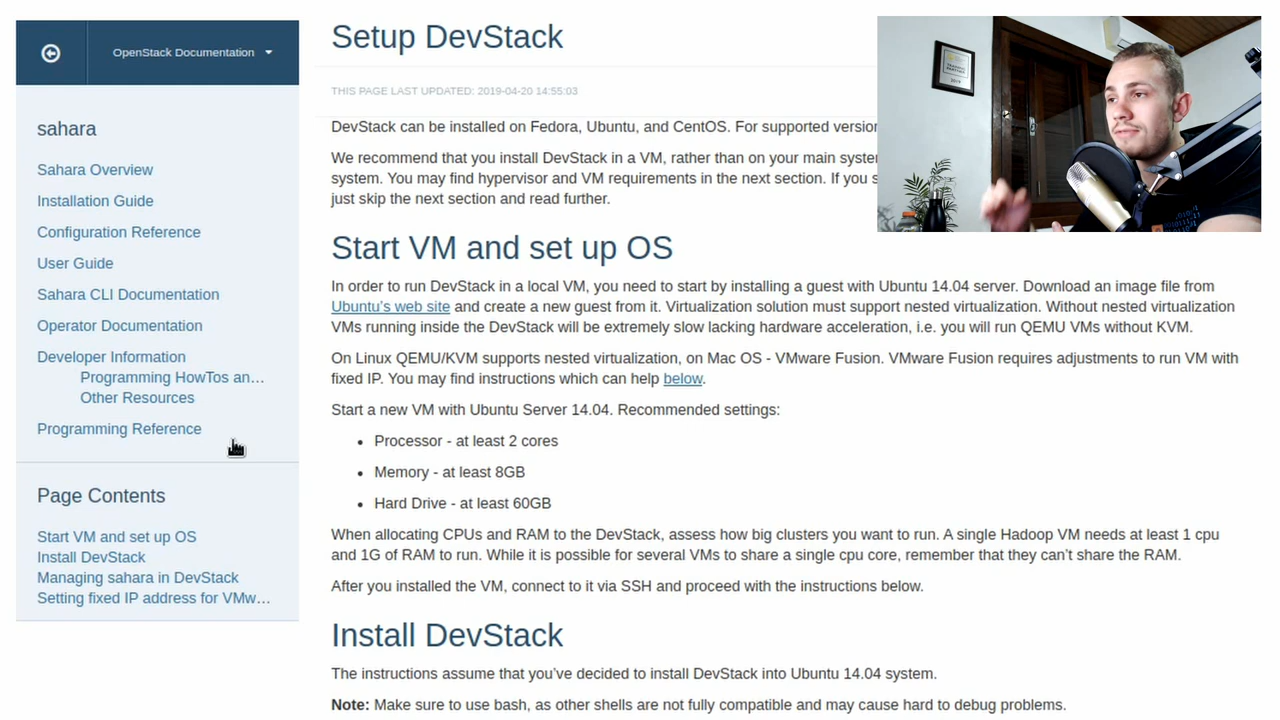 OpenStack Documentation
sahara
Sahara Overview
Installation Guide
Configuration Reference
User Guide
Sahara CLI Documentation
Operator Documentation
Developer Information
Programming HowTos an…
Other Resources
Programming Reference
Page Contents
Start VM and set up OS
Install DevStack
Managing sahara in DevStack
Setting fixed IP address for VMw…
Setup DevStack
THIS PAGE LAST UPDATED: 2019-04-20 14:55:03
DevStack can be installed on Fedora, Ubuntu, and CentOS. For supported version
We recommend that you install DevStack in a VM, rather than on your main system
system. You may find hypervisor and VM requirements in the next section. If you s
just skip the next section and read further.
Start VM and set up OS
In order to run DevStack in a local VM, you need to start by installing a guest with Ubuntu 14.04 server. Download an image file from
Ubuntu's web site and create a new guest from it. Virtualization solution must support nested virtualization. Without nested virtualization
VMs running inside the DevStack will be extremely slow lacking hardware acceleration, i.e. you will run QEMU VMs without KVM.
On Linux QEMU/KVM supports nested virtualization, on Mac OS - VMware Fusion. VMware Fusion requires adjustments to run VM with
fixed IP. You may find instructions which can help below.
Start a new VM with Ubuntu Server 14.04. Recommended settings:
• Processor - at least 2 cores
• Memory - at least 8GB
• Hard Drive - at least 60GB
When allocating CPUs and RAM to the DevStack, assess how big clusters you want to run. A single Hadoop VM needs at least 1 cpu
and 1G of RAM to run. While it is possible for several VMs to share a single cpu core, remember that they can't share the RAM.
After you installed the VM, connect to it via SSH and proceed with the instructions below.
Install DevStack
The instructions assume that you've decided to install DevStack into Ubuntu 14.04 system.
Note: Make sure to use bash, as other shells are not fully compatible and may cause hard to debug problems.